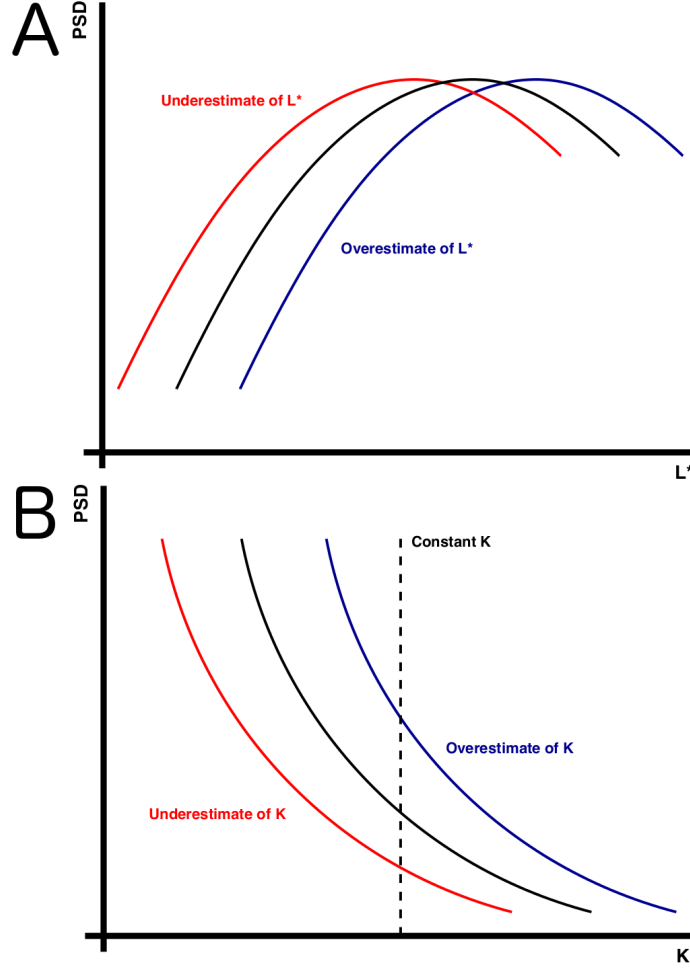 A
PSD
Underestimate of L*
Overestimate of L*
L*
B
PSD
Constant K
Overestimate of K
Underestimate of K
K